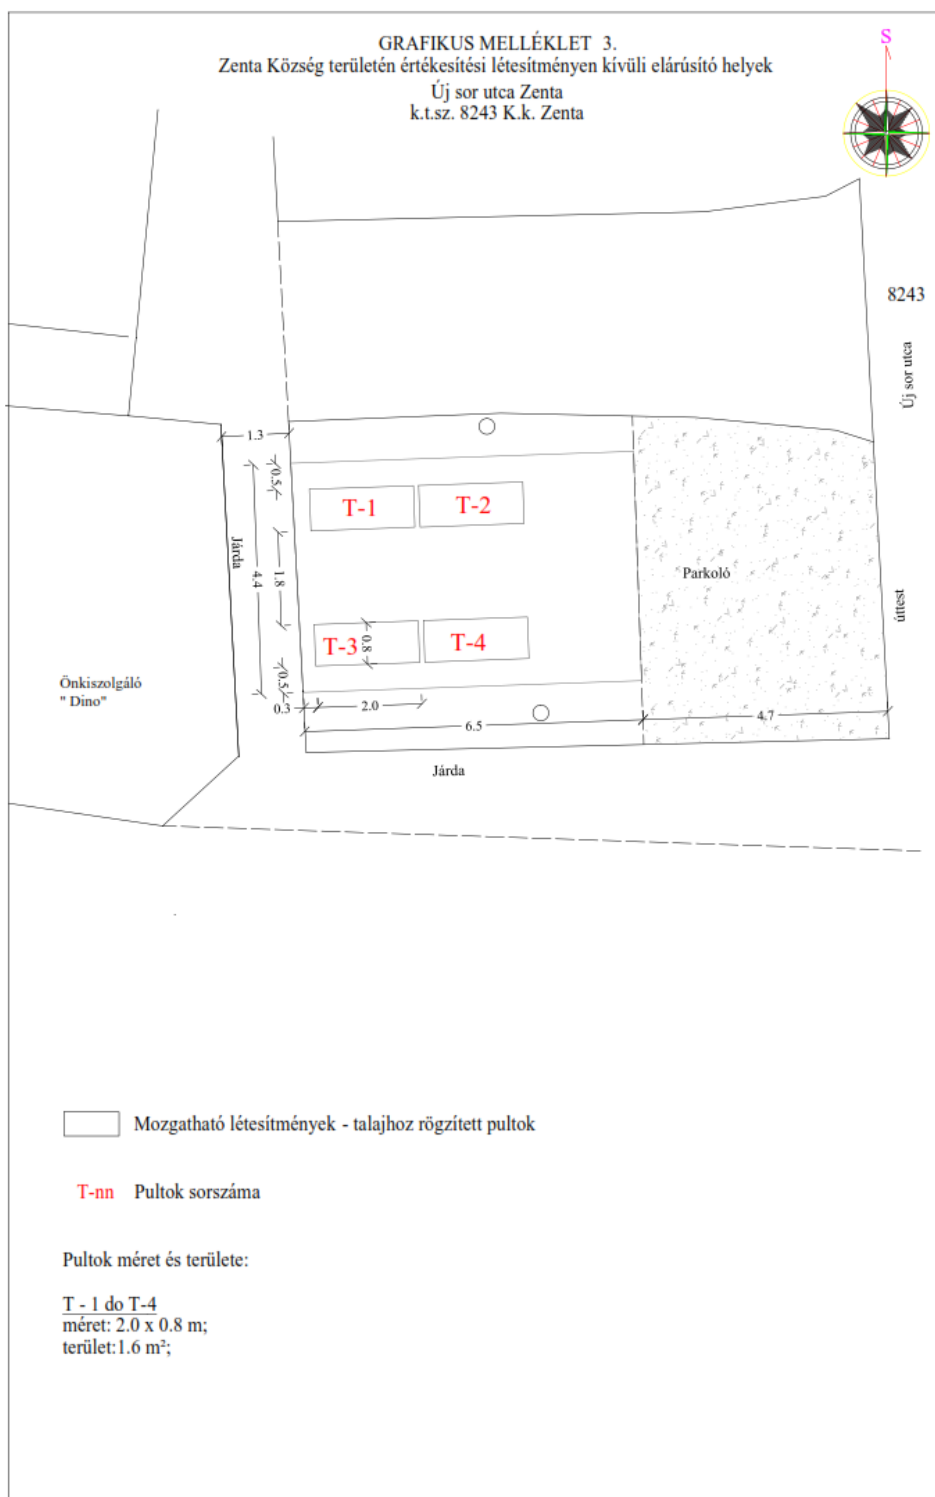 GRAFIKUS MELLÉKLET 3.
Zenta Község területén értékesítési létesítményen kívüli elárúsító helyek
Új sor utca Zenta
k.t.sz. 8243 K.k. Zenta
S
8243
Új sor utca
1.3
0.5
T-1
T-2
Járda
4.4
1.8
Parkoló
úttest
T-3
0.8
T-4
Önkiszolgáló
" Dino"
0.5
0.3
2.0
6.5
4.7
Járda
Mozgatható létesítmények - talajhoz rögzített pultok
T-nn Pultok sorszáma
Pultok méret és területe:
T - 1 do T-4
méret: 2.0 x 0.8 m;
terület:1.6 m²;